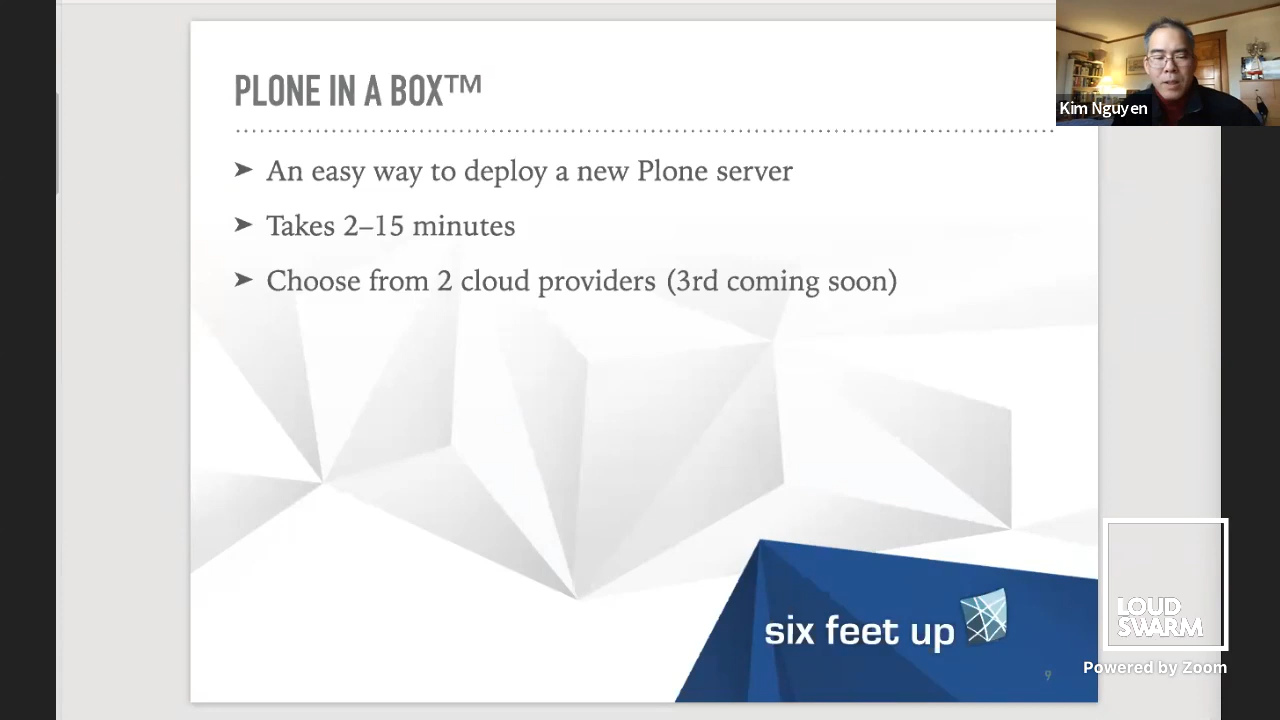 PLONE IN A BOX™
➤ An easy way to deploy a new Plone server
➤ Takes 2–15 minutes
➤ Choose from 2 cloud providers (3rd coming soon)
Kim Nguyen
six feet up
9
LOUD
SWARM
Powered by Zoom